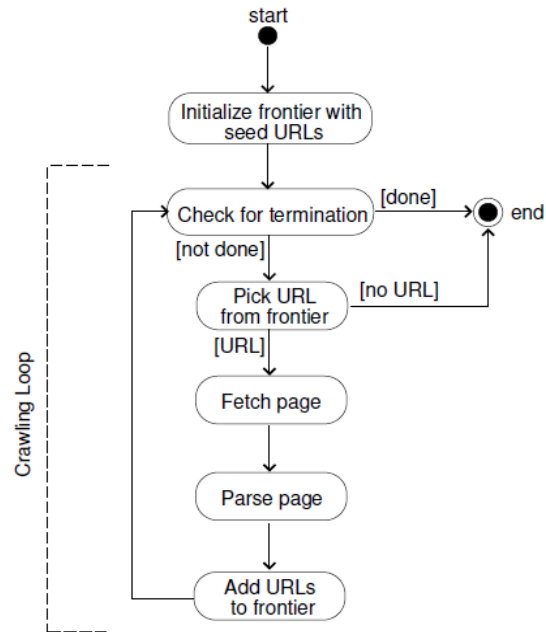 start
Initialize frontier with
seed URLs
Check for termination
[done]
end
[not done]
Pick URL
from frontier
[no URL]
[URL]
Fetch page
Parse page
Add URLs
to frontier
Crawling Loop